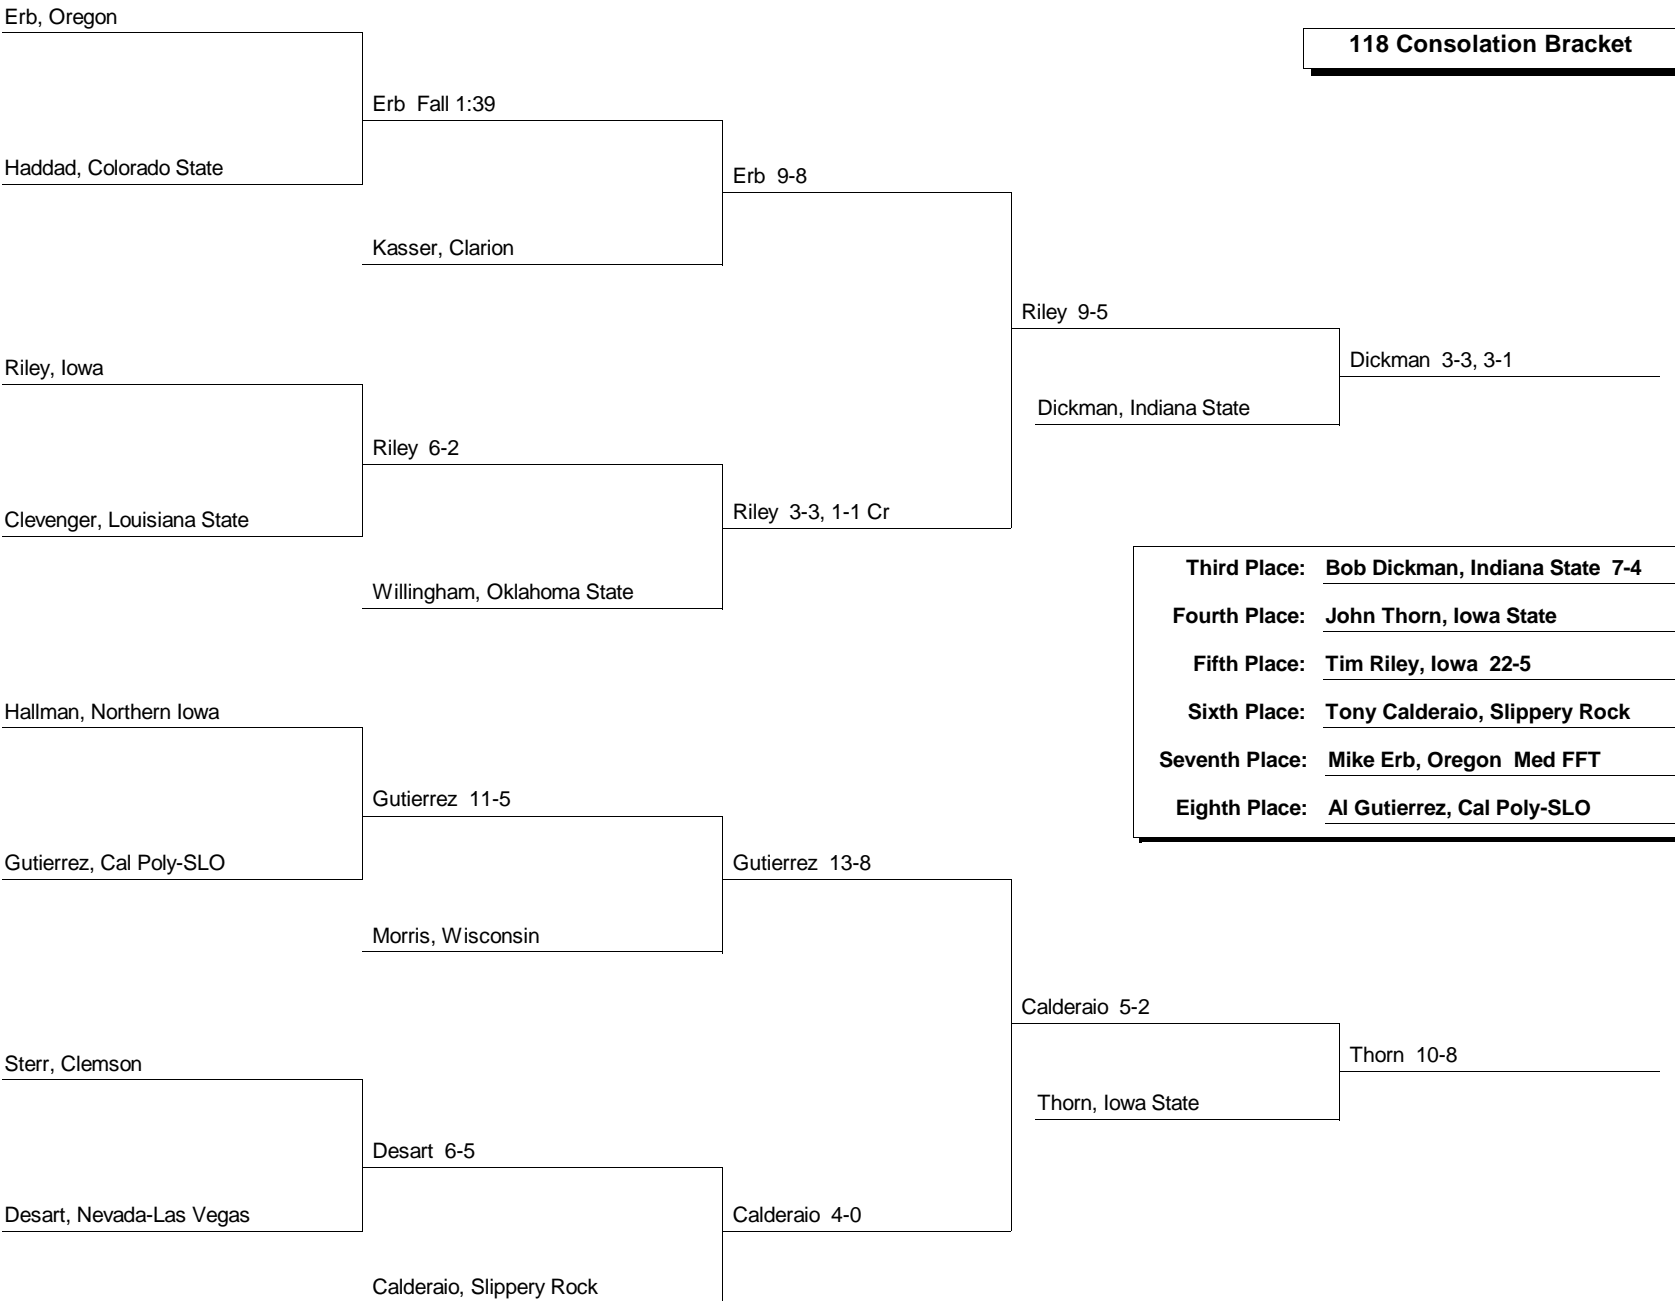 Erb, Oregon
118 Consolation Bracket
Erb Fall 1:39
Haddad, Colorado State
Erb 9-8
Kasser, Clarion
Riley 9-5
Riley, Iowa
Dickman 3-3, 3-1
Dickman, Indiana State
Riley 6-2
Clevenger, Louisiana State
Riley 3-3, 1-1 Cr
Willingham, Oklahoma State
Third Place: Bob Dickman, Indiana State 7-4
Fourth Place: John Thorn, Iowa State
Fifth Place: Tim Riley, Iowa 22-5
Sixth Place: Tony Calderaio, Slippery Rock
Seventh Place: Mike Erb, Oregon Med FFT
Eighth Place: Al Gutierrez, Cal Poly-SLO
Hallman, Northern Iowa
Gutierrez 11-5
Gutierrez, Cal Poly-SLO
Gutierrez 13-8
Morris, Wisconsin
Calderaio 5-2
Sterr, Clemson
Thorn 10-8
Thorn, Iowa State
Desart 6-5
Desart, Nevada-Las Vegas
Calderaio 4-0
Calderaio, Slippery Rock